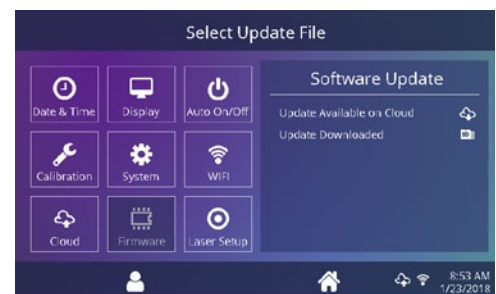 Select Update File
Date & Time
Display
Auto On/Off
Calibration
System
WIFI
Cloud
Firmware
Laser Setup
Software Update
Update Available on Cloud
Update Downloaded
8:53 AM
1/23/2018